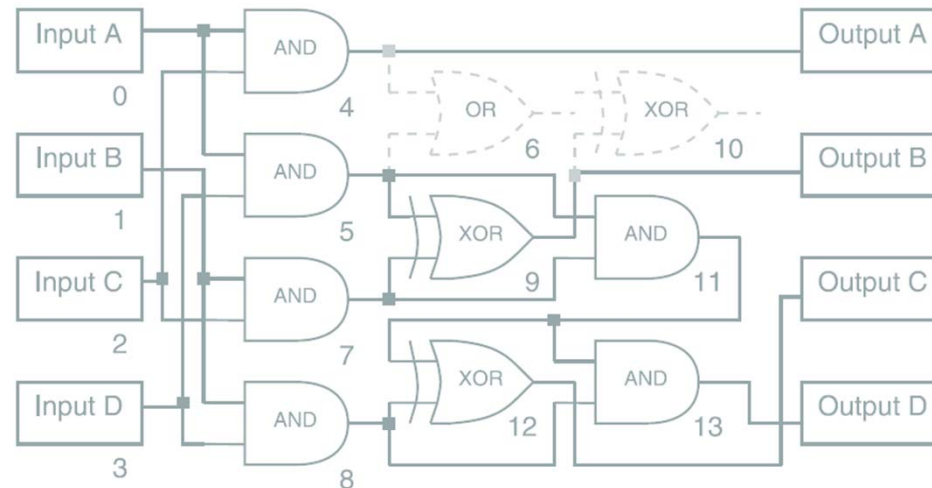 Input A
0
AND
4
Output A
OR
6
XOR
10
Input B
1
AND
5
Output B
XOR
9
AND
11
Input C
2
AND
7
Output C
XOR
12
AND
13
Input D
3
AND
8
Output D